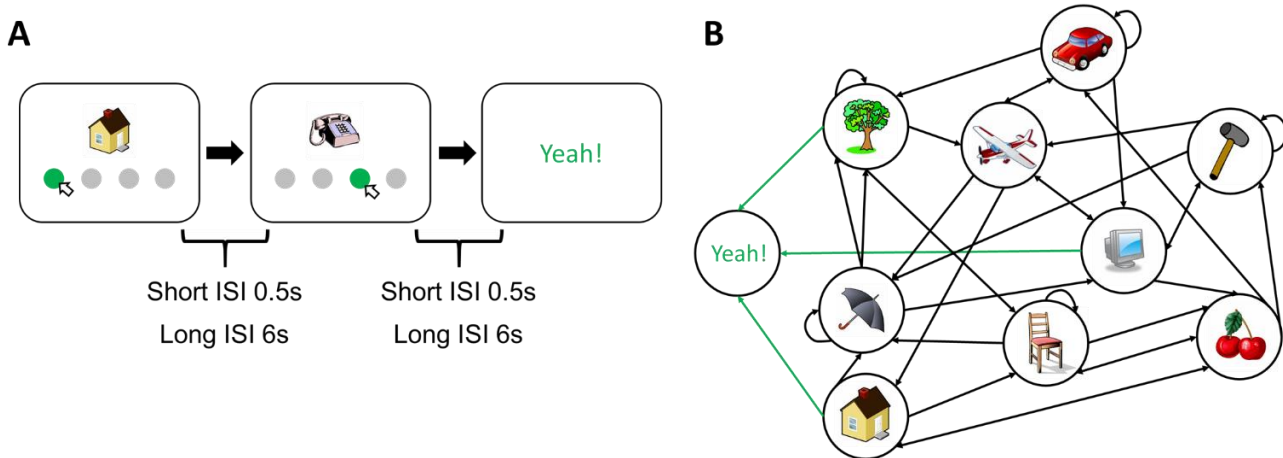 A
Yeah!
Short ISI 0.5s
Long ISI 6s
Short ISI 0.5s
Long ISI 6s
B
Yeah!